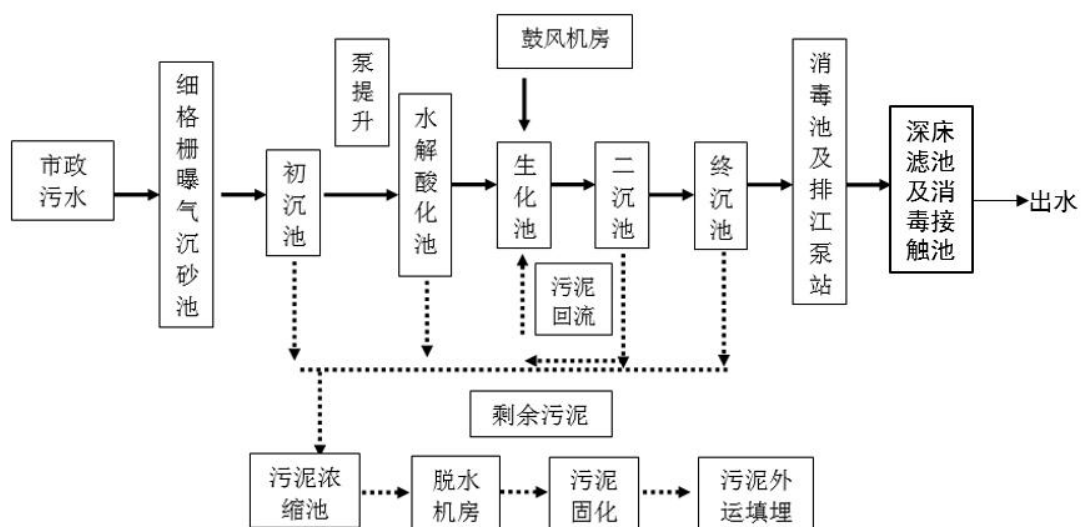 市政
污水
细格栅曝气沉砂池
初沉池
泵提升
水解酸化池
鼓风机房
生化池
污泥
回流
二沉池
终沉池
消毒池及排江泵站
深床
滤池
及消
毒接
触池
出水
剩余污泥
污泥浓
缩池
脱水
机房
污泥
固化
污泥外
运填埋